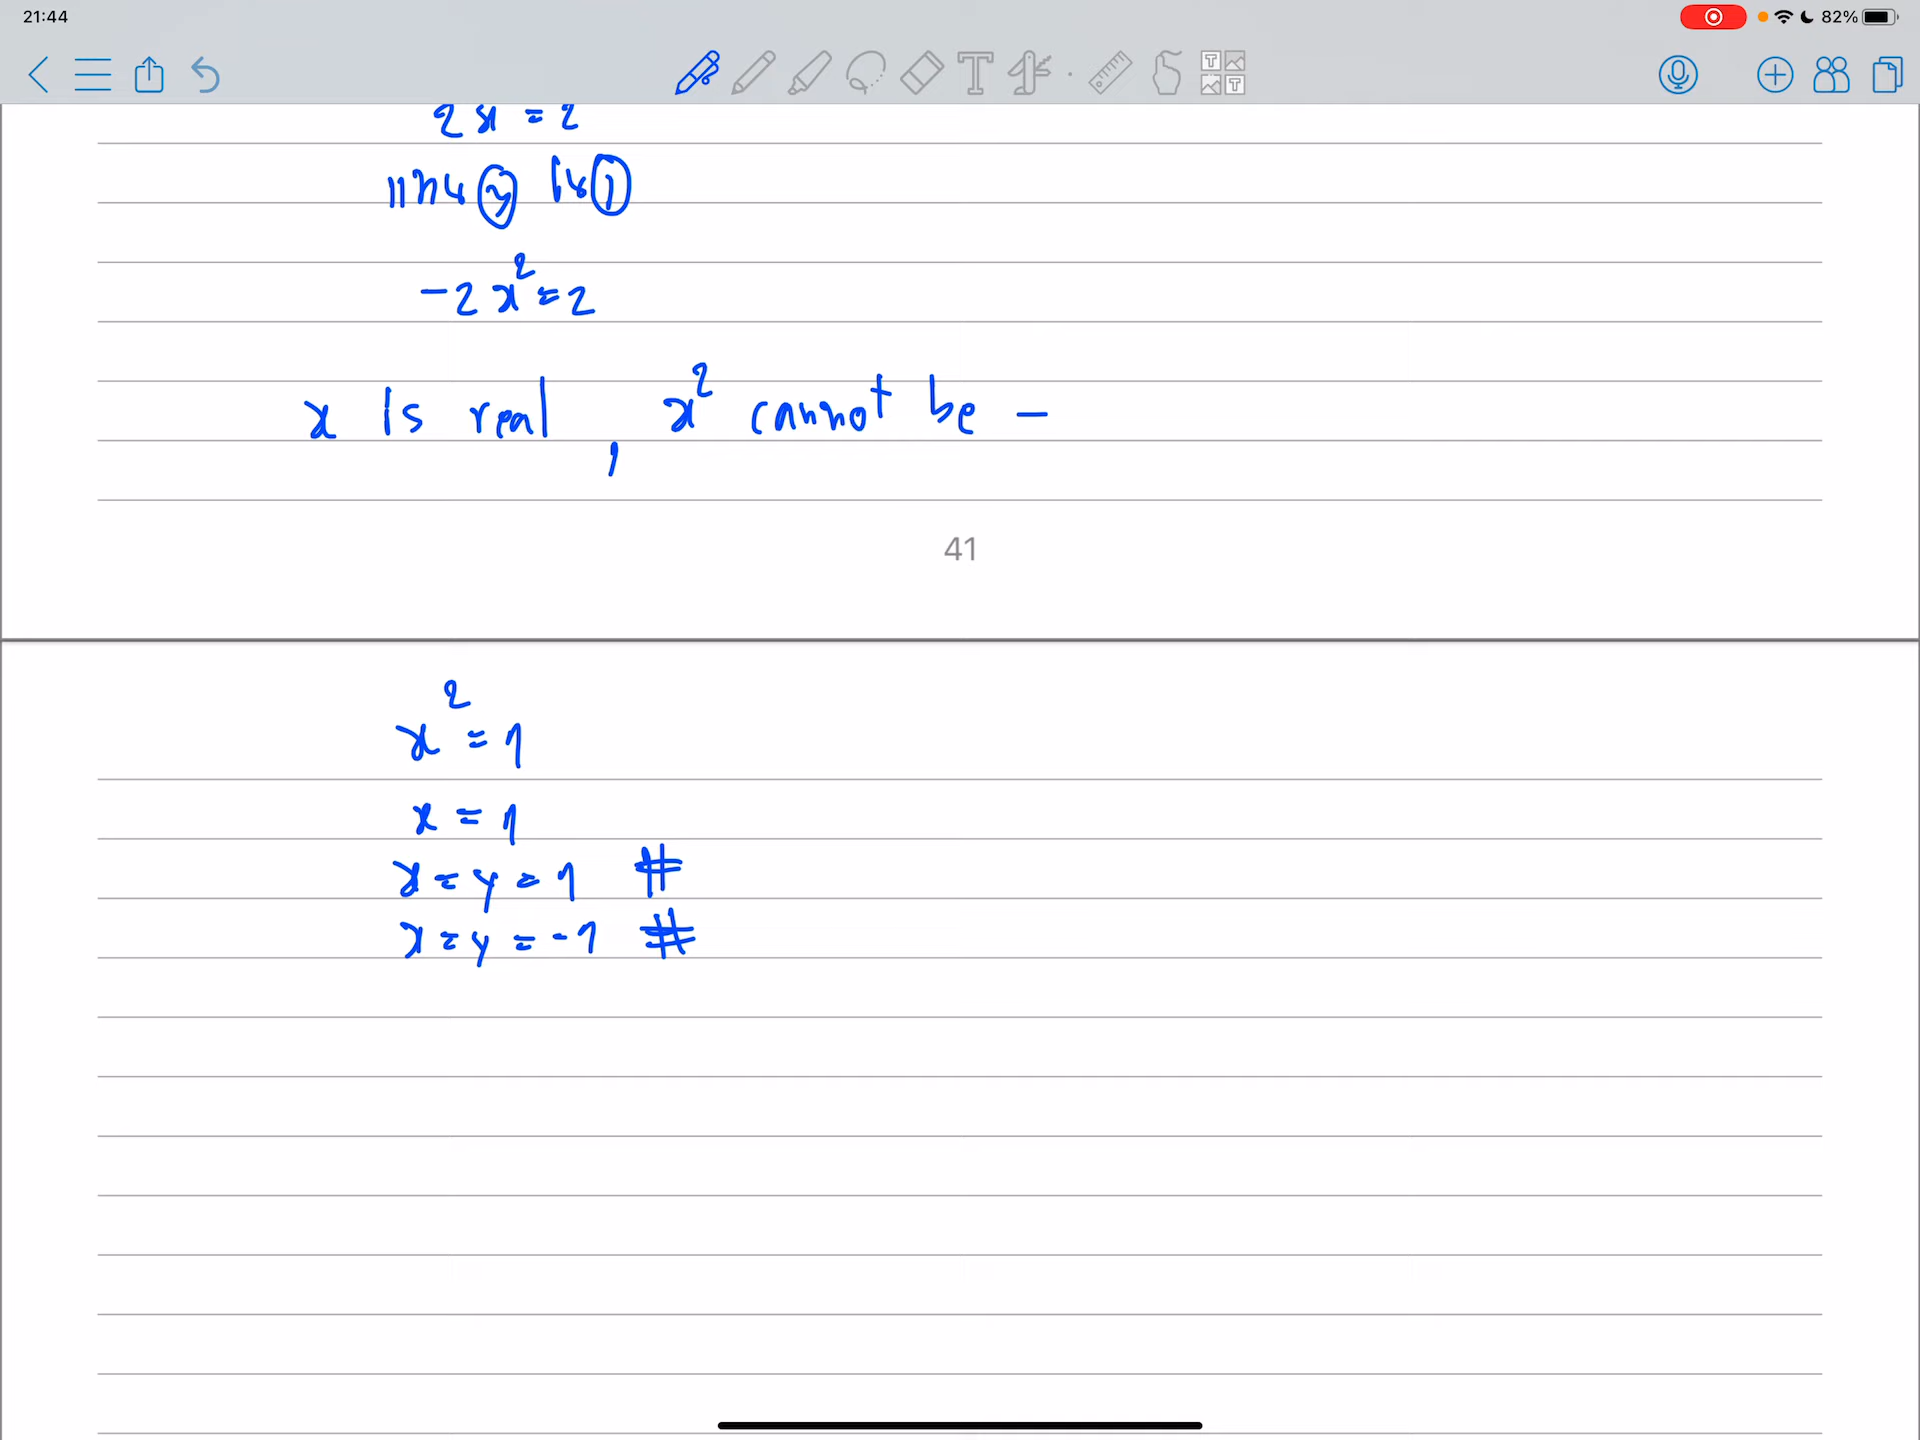 21:44
82%
2x = 2
แทน ② ใน ①
-2x² = 2
x is real, x² cannot be -
41
x² = 1
x = 1
x = y = 1 #
x = y = -1 #